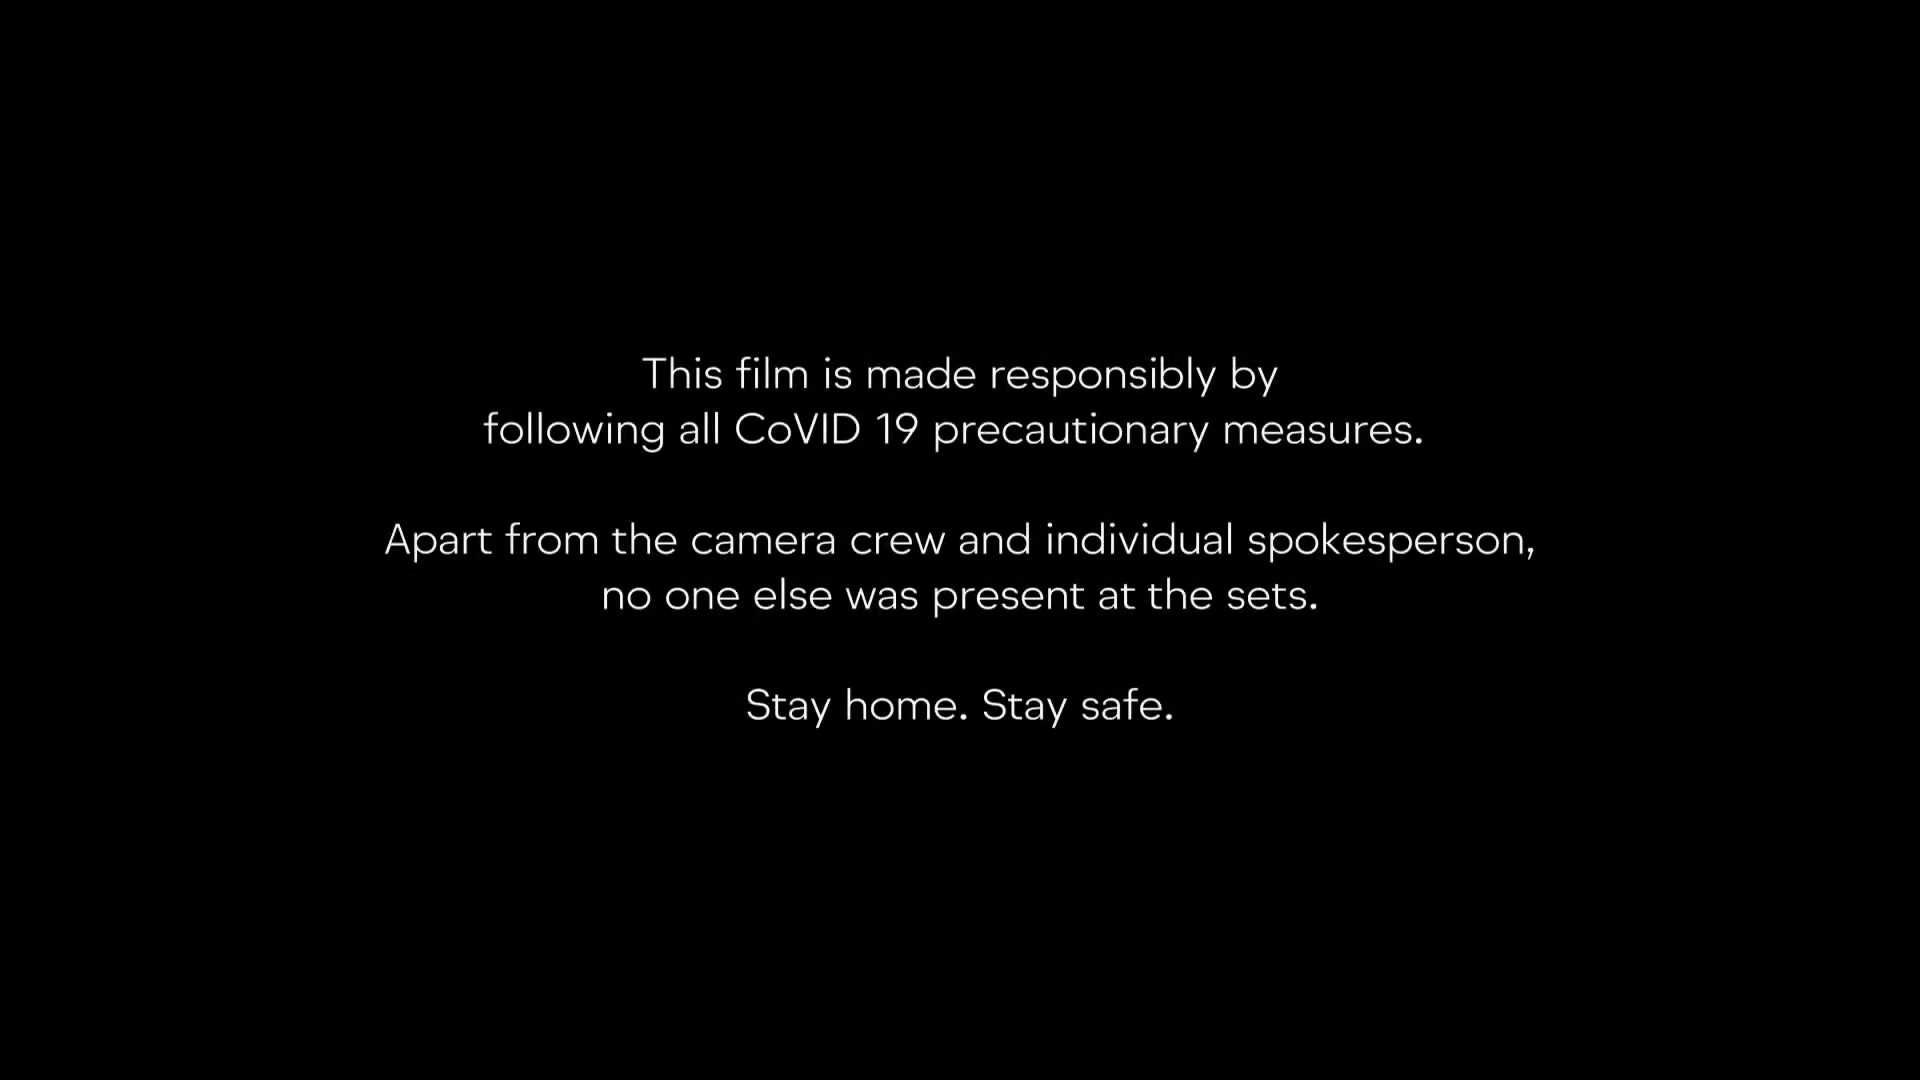 This film is made responsibly by
following all CoVID 19 precautionary measures.
Apart from the camera crew and individual spokesperson,
no one else was present at the sets.
Stay home. Stay safe.